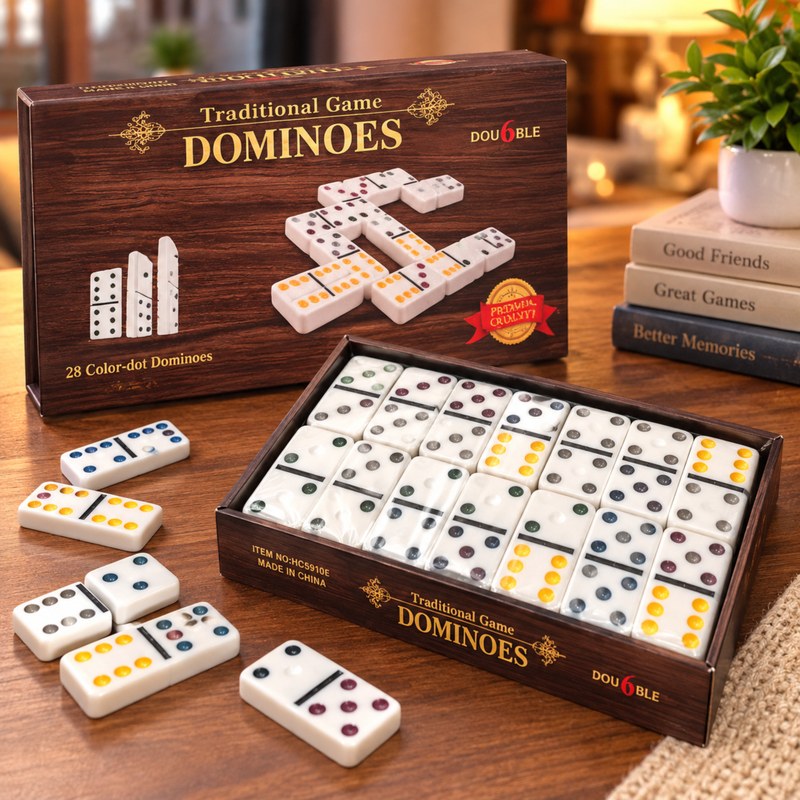 Traditional Game
DOMINOES
DOU6BLE
28 Color-dot Dominoes
Good Friends
Great Games
Better Memories
ITEM NO:HC5910E
MADE IN CHINA
Traditional Game
DOMINOES
DOU6BLE